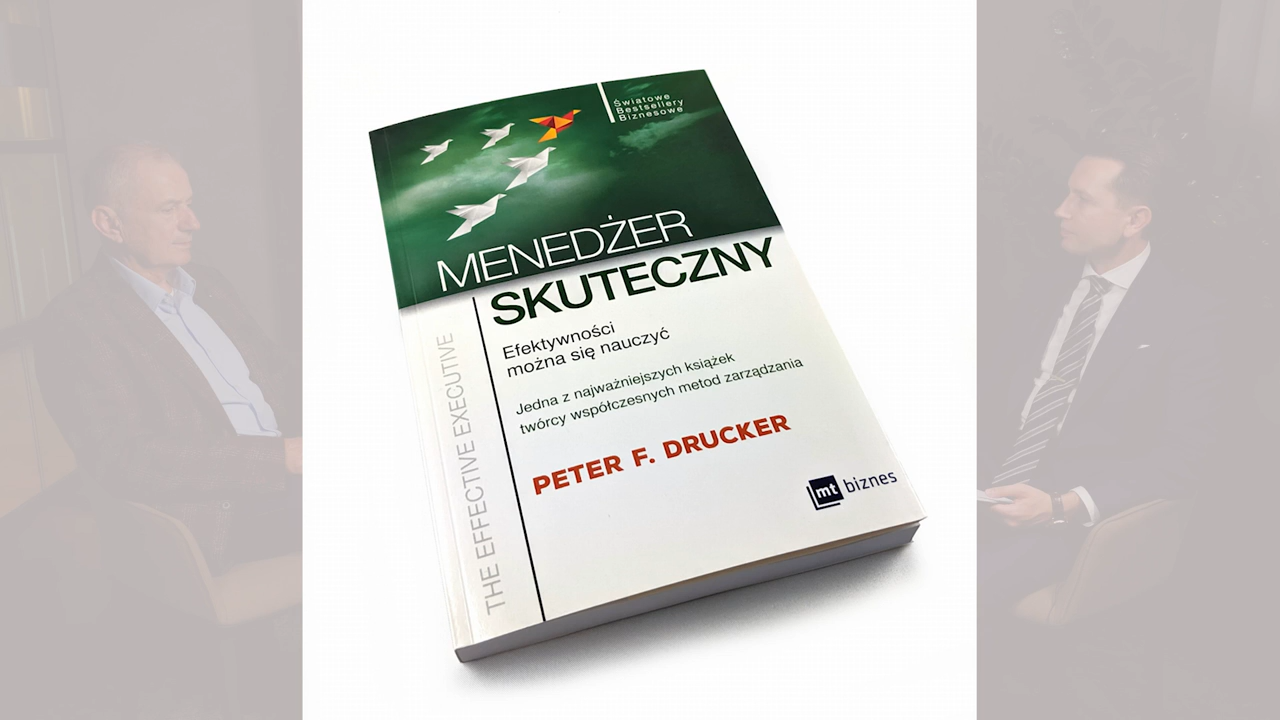 Światowe
Bestsellery
Biznesowe
MENEDŻER
SKUTECZNY
Efektywności
można się nauczyć
Jedna z najważniejszych książek
twórcy współczesnych metod zarządzania
PETER F. DRUCKER
mt biznes
THE EFFECTIVE EXECUTIVE